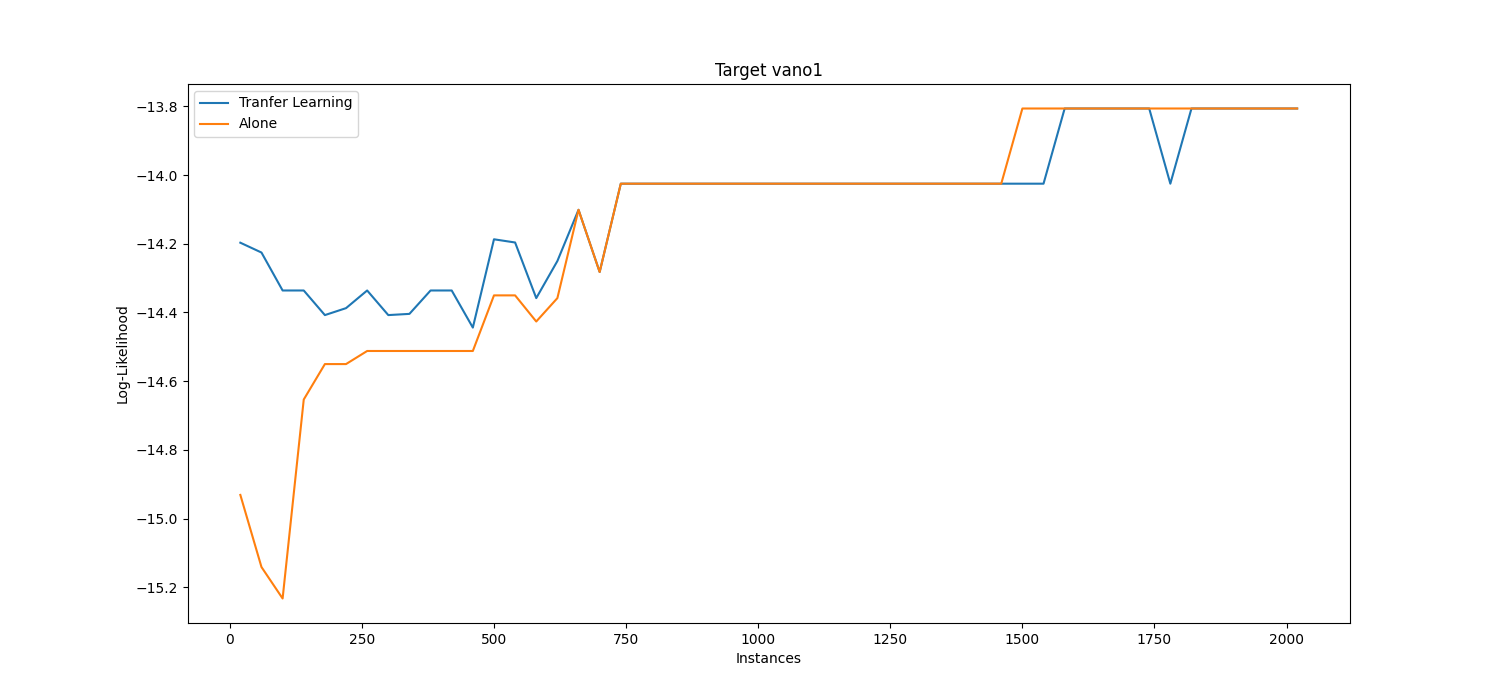 Target vano1
Tranfer Learning
Alone
−13.8
−14.0
−14.2
−14.4
−14.6
−14.8
−15.0
−15.2
Log-Likelihood
0 250 500 750 1000 1250 1500 1750 2000
Instances